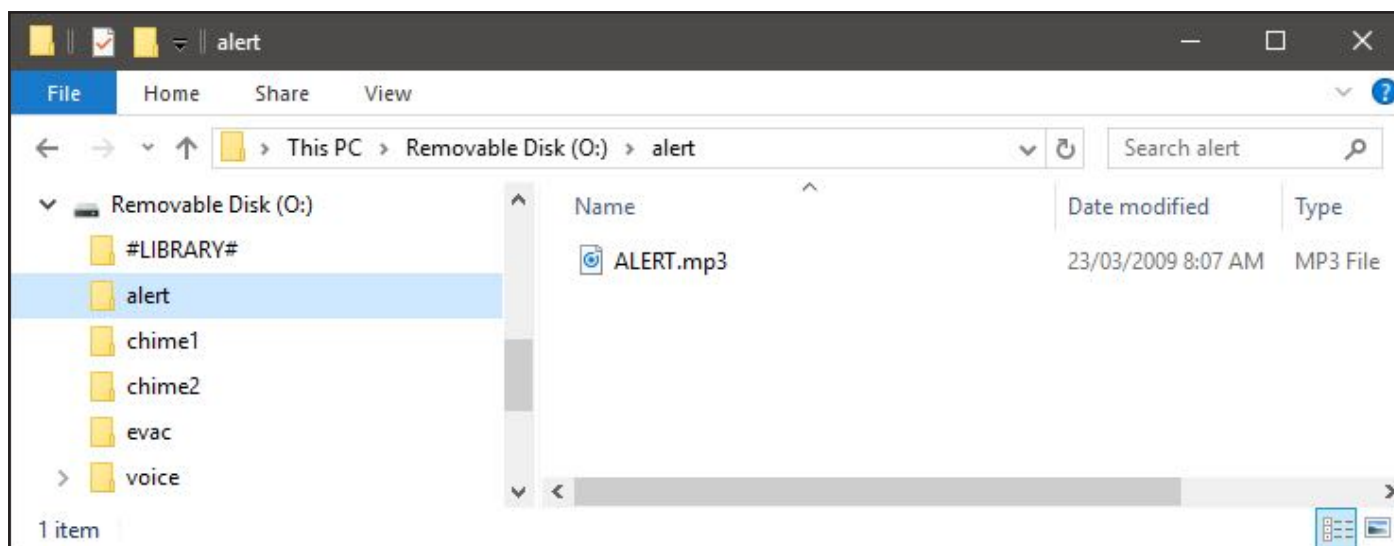 alert
File Home Share View
This PC > Removable Disk (O:) > alert
Search alert
Removable Disk (O:)
#LIBRARY#
alert
chime1
chime2
evac
voice
Name Date modified Type
ALERT.mp3 23/03/2009 8:07 AM MP3 File
1 item